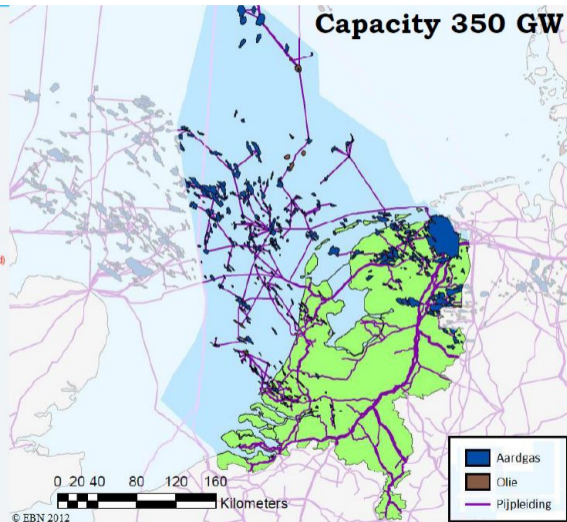 Capacity 350 GW
Aardgas
Olie
Pijpleiding
0 20 40 80 120 160
Kilometers
© EBN 2012